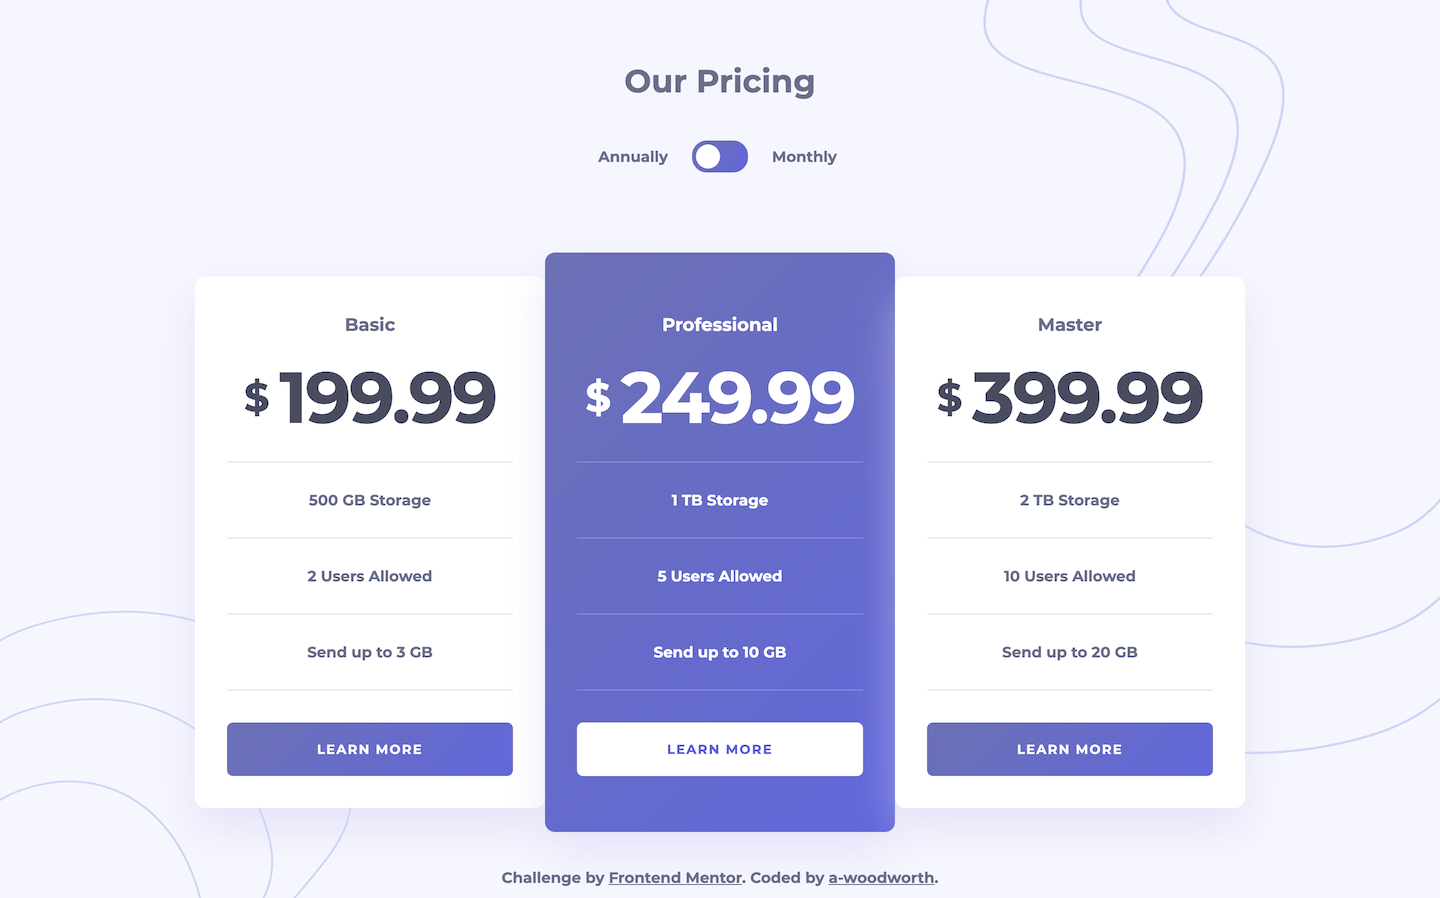 Our Pricing
Annually Monthly
Basic
$199.99
500 GB Storage
2 Users Allowed
Send up to 3 GB
LEARN MORE
Professional
$249.99
1 TB Storage
5 Users Allowed
Send up to 10 GB
LEARN MORE
Master
$399.99
2 TB Storage
10 Users Allowed
Send up to 20 GB
LEARN MORE
Challenge by Frontend Mentor. Coded by a-woodworth.